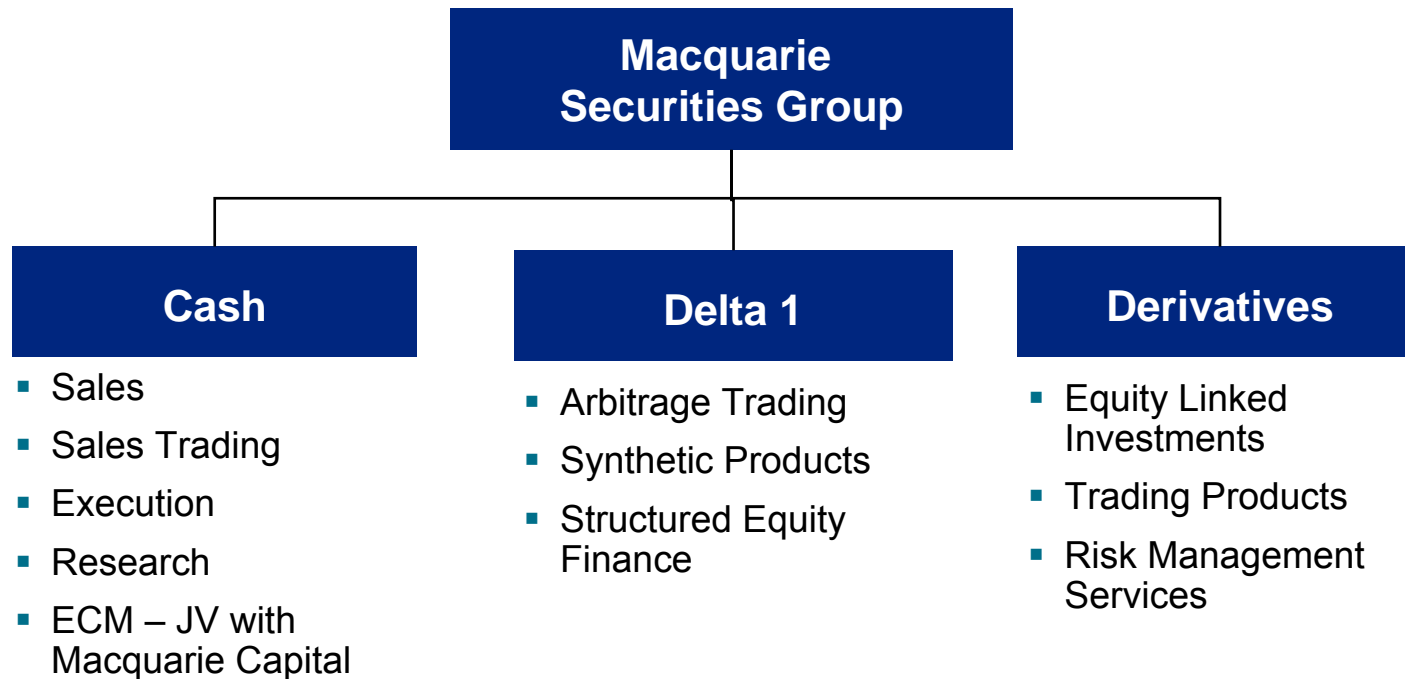 Macquarie
Securities Group
Cash
▪ Sales
▪ Sales Trading
▪ Execution
▪ Research
▪ ECM – JV with
Macquarie Capital
Delta 1
▪ Arbitrage Trading
▪ Synthetic Products
▪ Structured Equity
Finance
Derivatives
▪ Equity Linked
Investments
▪ Trading Products
▪ Risk Management
Services